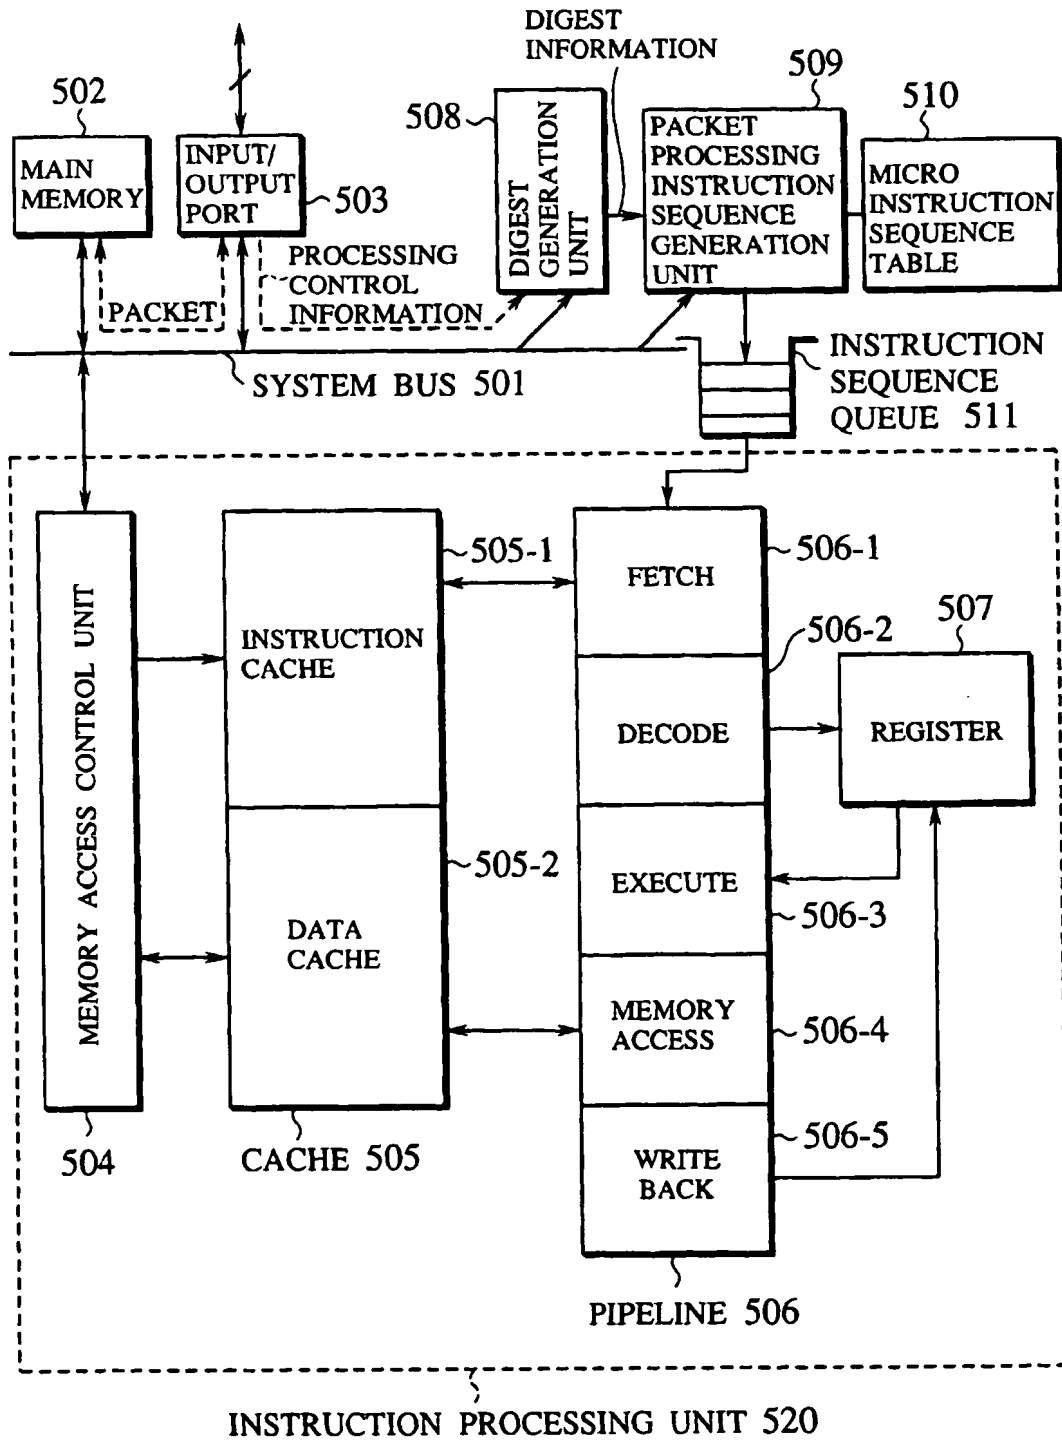 DIGEST
INFORMATION
502
508
509
510
MAIN
MEMORY
INPUT/
OUTPUT
PORT
503
DIGEST GENERATION
UNIT
PACKET
PROCESSING
INSTRUCTION
SEQUENCE
GENERATION
UNIT
MICRO
INSTRUCTION
SEQUENCE
TABLE
PACKET
PROCESSING
CONTROL
INFORMATION
SYSTEM BUS 501
INSTRUCTION
SEQUENCE
QUEUE 511
MEMORY ACCESS CONTROL UNIT
504
INSTRUCTION
CACHE
505-1
DATA
CACHE
505-2
CACHE 505
FETCH
506-1
DECODE
506-2
EXECUTE
506-3
MEMORY
ACCESS
506-4
WRITE
BACK
506-5
507
REGISTER
PIPELINE 506
INSTRUCTION PROCESSING UNIT 520